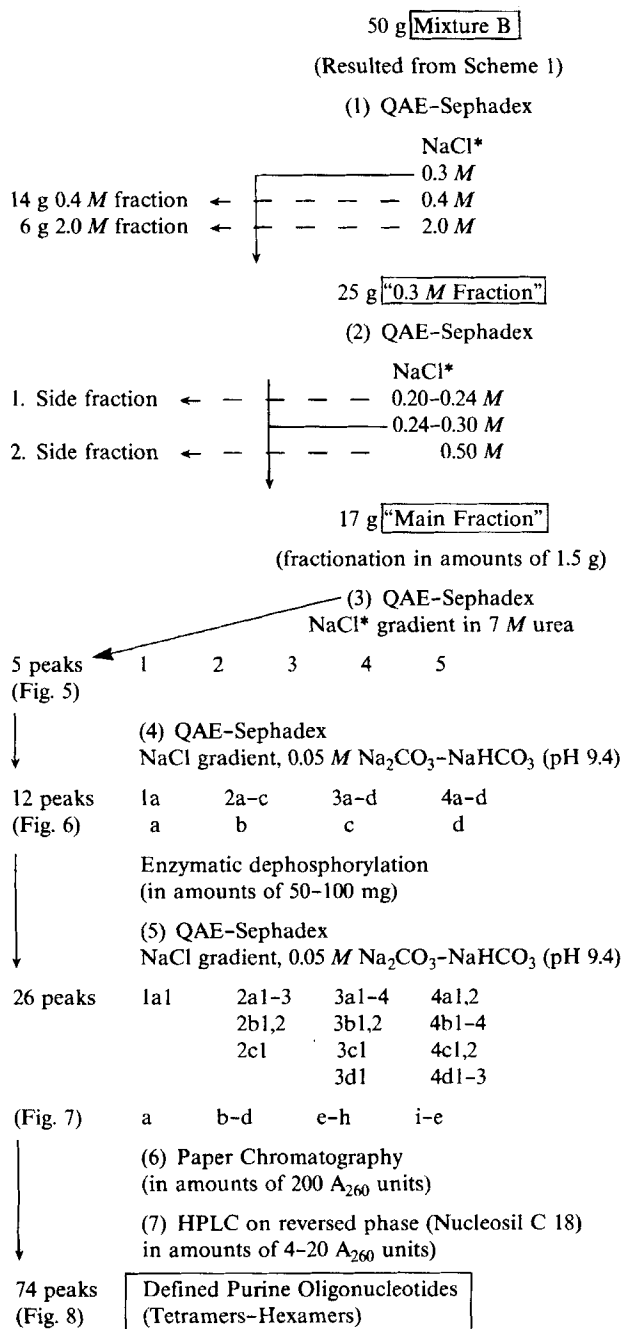 50 g Mixture B
(Resulted from Scheme 1)
(1) QAE-Sephadex
NaCl*
0.3 M
14 g 0.4 M fraction 0.4 M
6 g 2.0 M fraction 2.0 M
25 g "0.3 M Fraction"
(2) QAE-Sephadex
NaCl*
1. Side fraction 0.20-0.24 M
0.24-0.30 M
2. Side fraction 0.50 M
17 g "Main Fraction"
(fractionation in amounts of 1.5 g)
(3) QAE-Sephadex
NaCl* gradient in 7 M urea
5 peaks 1 2 3 4 5
(Fig. 5)
(4) QAE-Sephadex
NaCl gradient, 0.05 M Na₂CO₃-NaHCO₃ (pH 9.4)
12 peaks 1a 2a-c 3a-d 4a-d
(Fig. 6) a b c d
Enzymatic dephosphorylation
(in amounts of 50-100 mg)
(5) QAE-Sephadex
NaCl gradient, 0.05 M Na₂CO₃-NaHCO₃ (pH 9.4)
26 peaks 1a1 2a1-3 3a1-4 4a1,2
2b1,2 3b1,2 4b1-4
2c1 3c1 4c1,2
3d1 4d1-3
(Fig. 7) a b-d e-h i-e
(6) Paper Chromatography
(in amounts of 200 A₂₆₀ units)
(7) HPLC on reversed phase (Nucleosil C 18)
in amounts of 4-20 A₂₆₀ units)
74 peaks Defined Purine Oligonucleotides
(Fig. 8) (Tetramers-Hexamers)